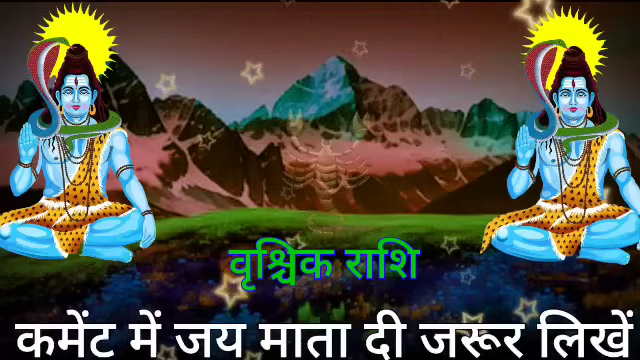 वृश्चिक राशि
कमेंट में जय माता दी जरूर लिखें